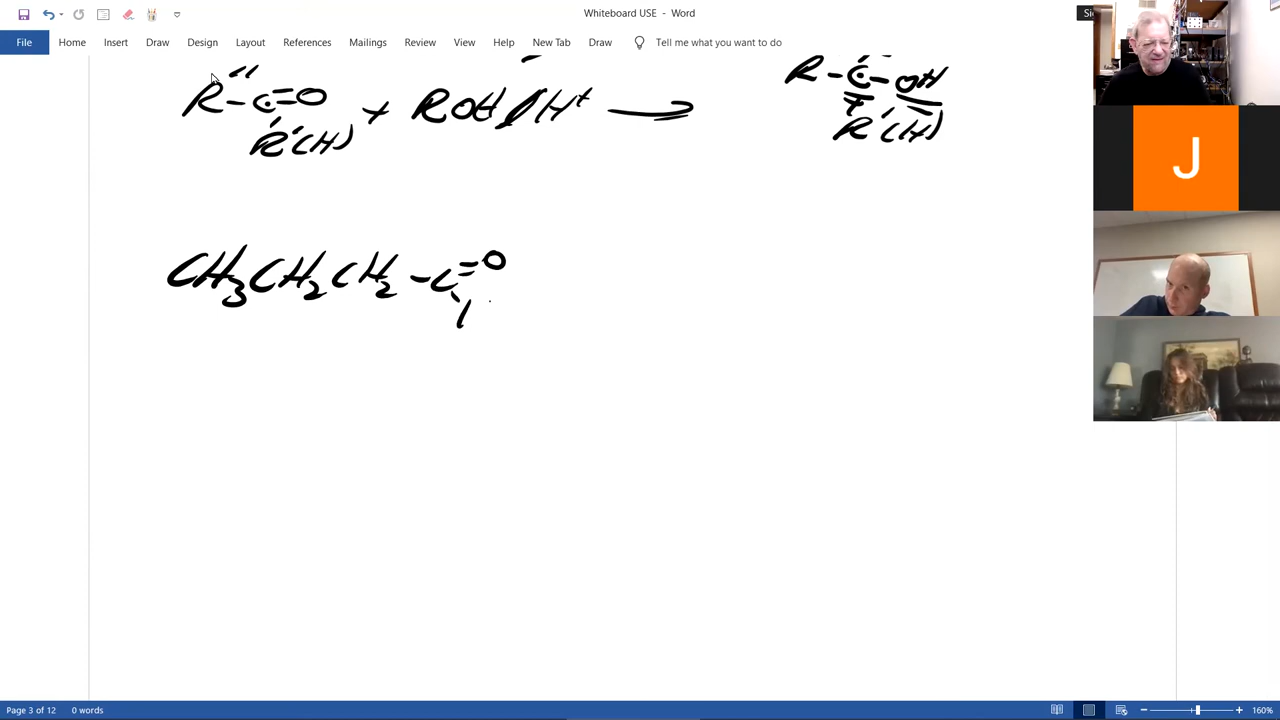 Whiteboard USE - Word
File Home Insert Draw Design Layout References Mailings Review View Help New Tab Draw Tell me what you want to do
R-C=O + ROH/H+ → R-C-OH
R'(H) R'(H)
J
CH3CH2CH2-C=O
Page 3 of 12 0 words 160%